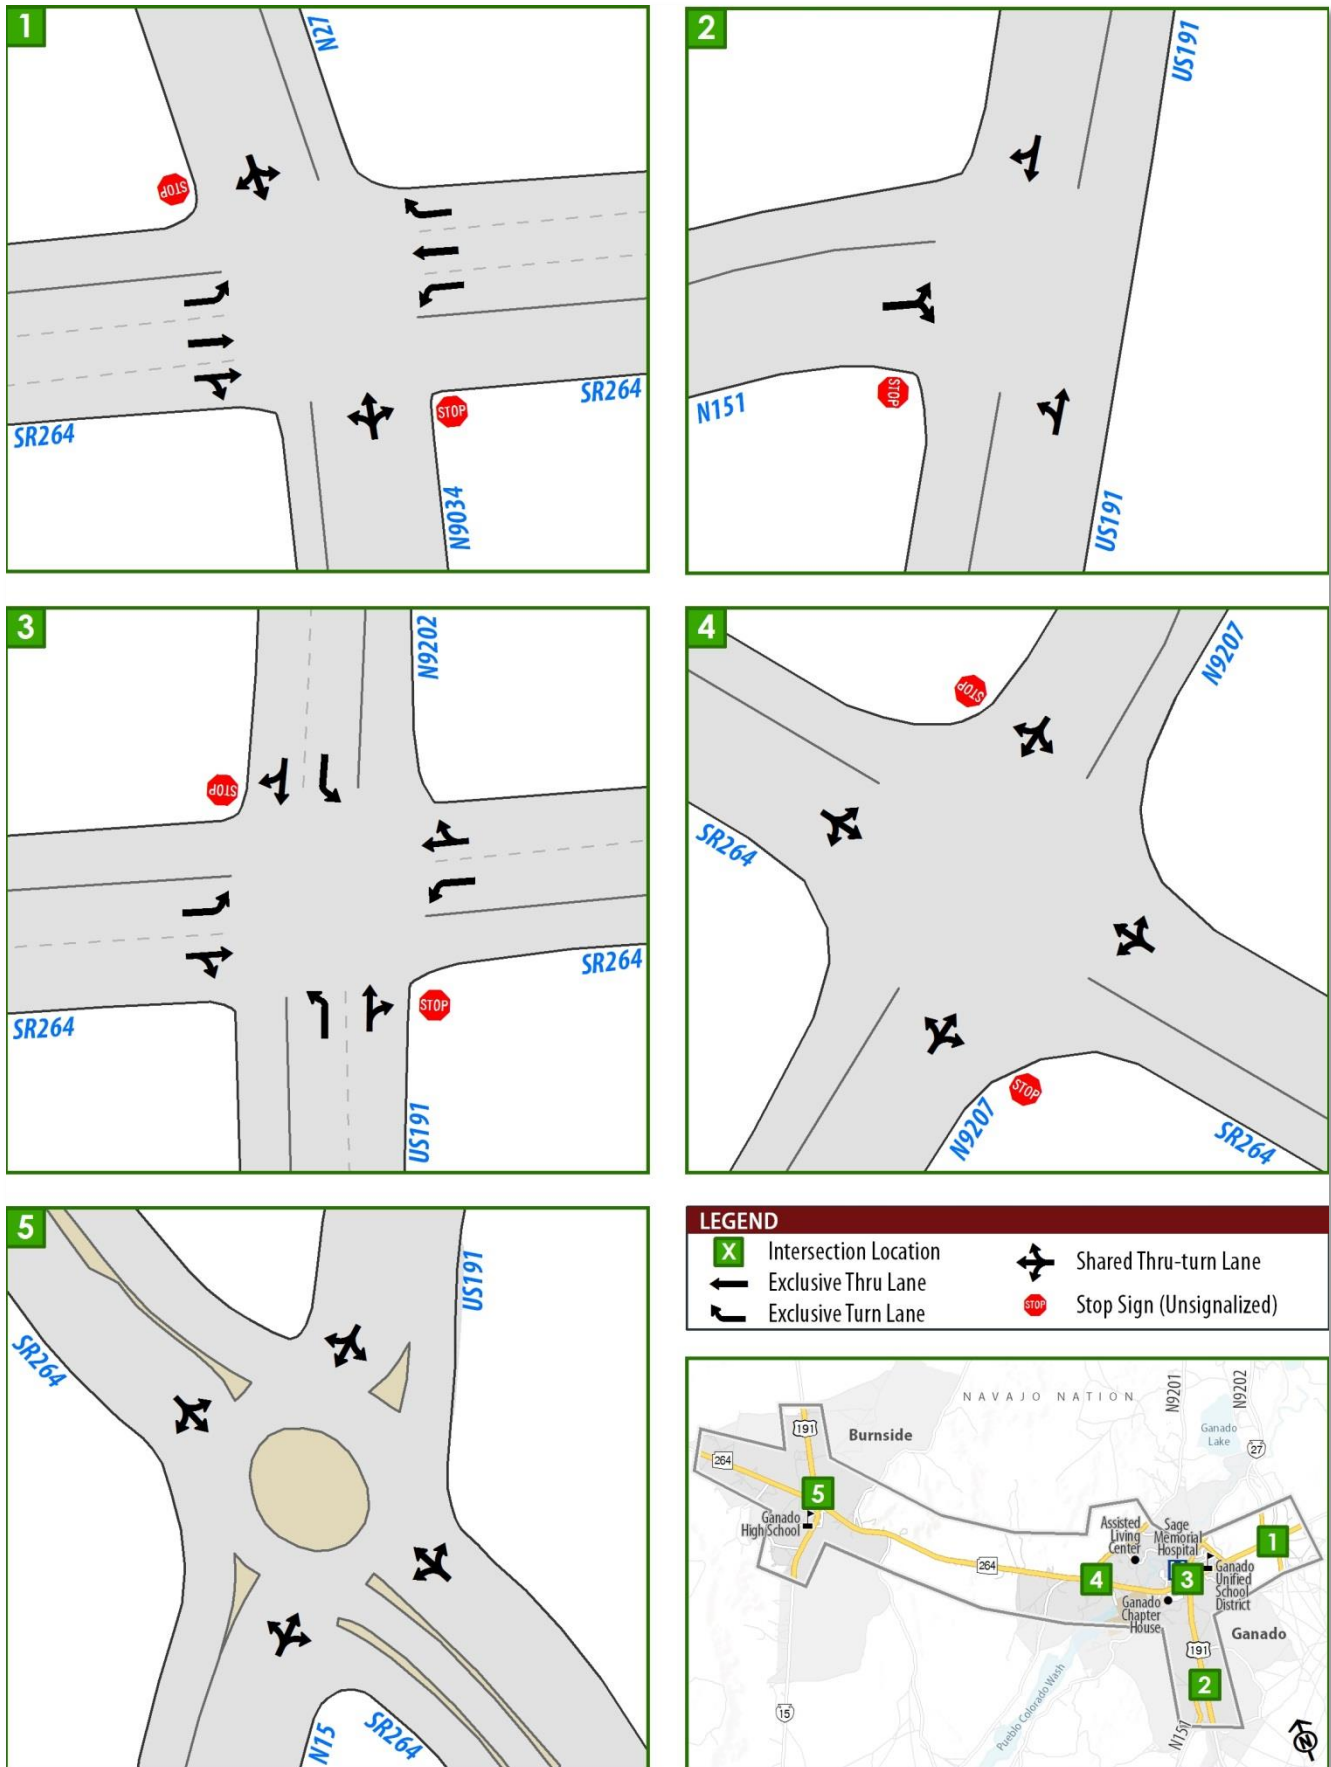 1
N27
STOP
SR264
STOP
SR264
N9034
2
US191
STOP
N151
US191
3
N9202
STOP
SR264
STOP
SR264
US191
4
N9207
STOP
SR264
STOP
N9207
SR264
5
US191
SR264
N15
SR264
LEGEND
X Intersection Location
Exclusive Thru Lane
Exclusive Turn Lane
Shared Thru-turn Lane
STOP Stop Sign (Unsignalized)
NAVAJO NATION
N9201
N9202
191
Burnside
Ganado
Lake
27
264
5
Ganado
High School
Assisted
Living
Center
Sage
Memorial
Hospital
1
264
4
3
Ganado
Unified
School
District
Ganado
Chapter
House
191
Ganado
2
15
Pueblo Colorado Wash
N151
N